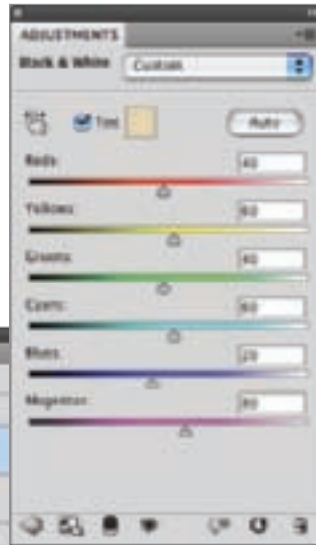 ADJUSTMENTS
Black & White Custom
Tint Auto
Reds: 40
Yellows: 60
Greens: 40
Cyans: 60
Blues: 20
Magentas: 80